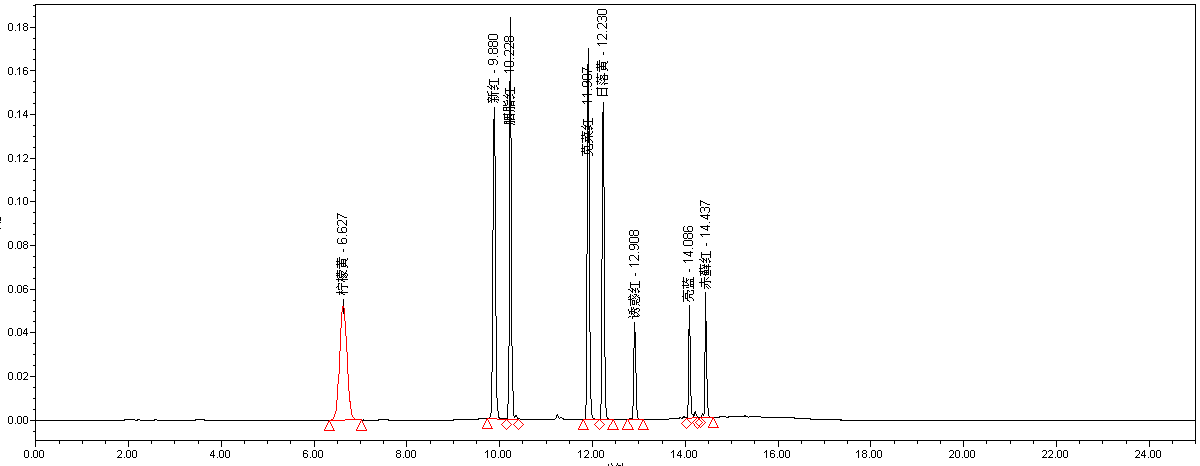 0.18
0.16
0.14
0.12
0.10
0.08
0.06
0.04
0.02
0.00
柠檬黄 - 6.627
新红 - 9.880
胭脂红 - 10.228
苋菜红 - 11.907
日落黄 - 12.230
诱惑红 - 12.908
亮蓝 - 14.086
赤藓红 - 14.437
0.00 2.00 4.00 6.00 8.00 10.00 12.00 14.00 16.00 18.00 20.00 22.00 24.00